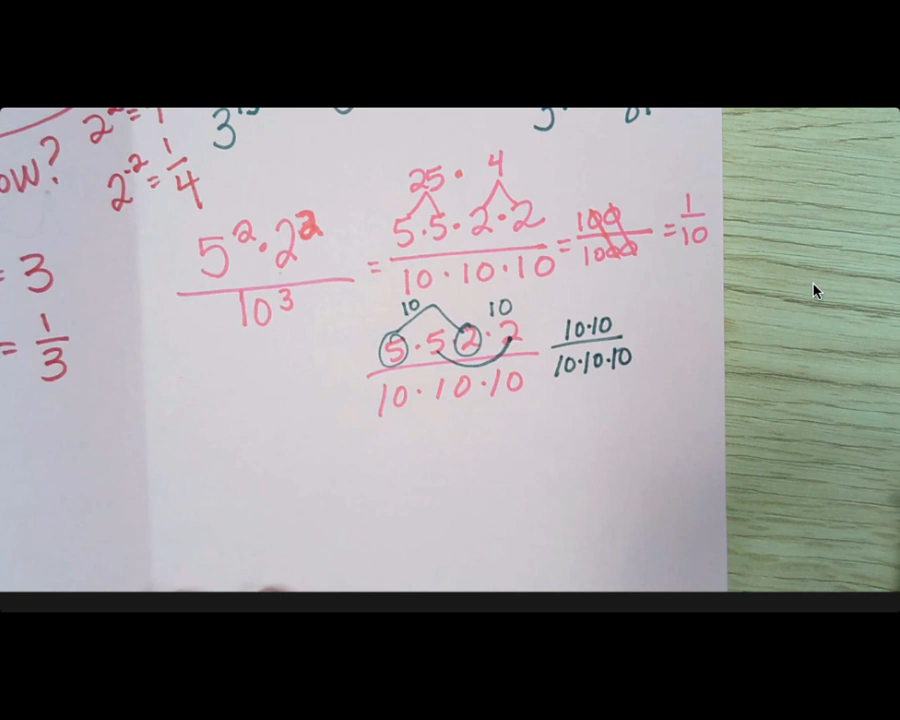 2² =
3
ow?
2⁻² = 1/4
= 3
= 1/3
25 · 4
5² · 2² / 10³ = 5 · 5 · 2 · 2 / 10 · 10 · 10 = 100/1000 = 1/10
10 10
5 · 5 2 · 2 / 10 · 10 · 10
10·10 / 10·10·10